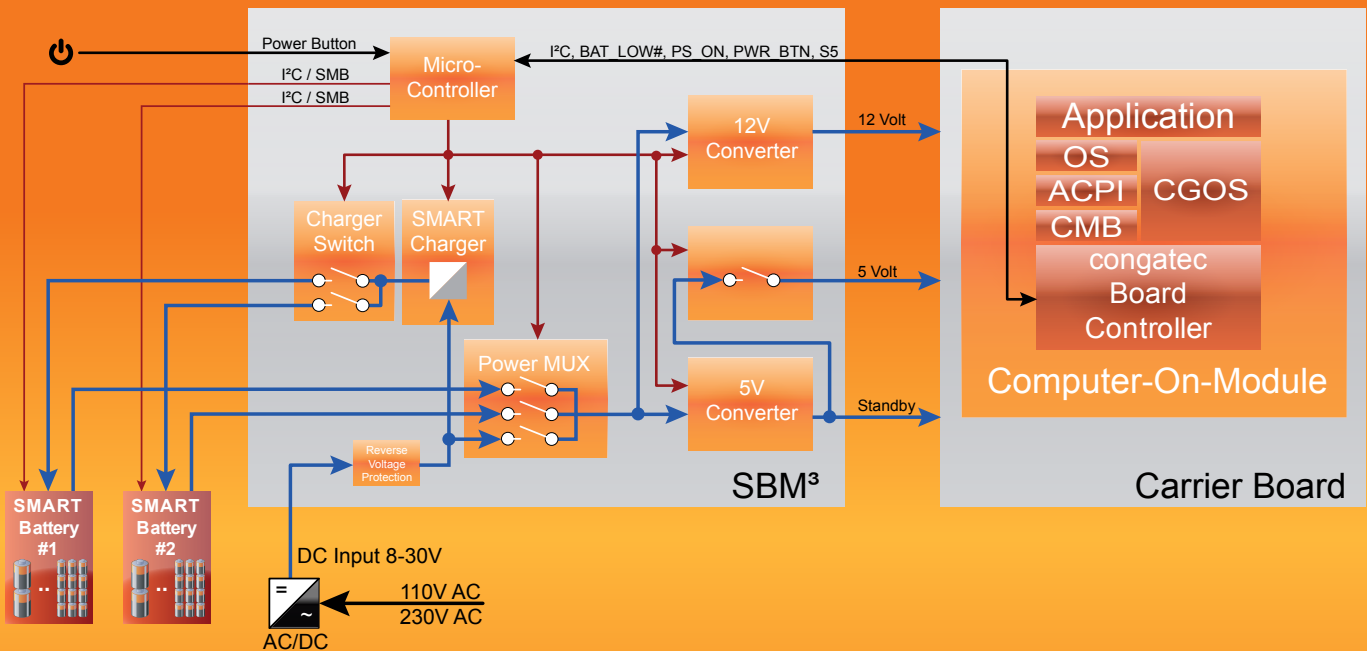 Power Button
I²C / SMB
I²C / SMB
Micro-
Controller
I²C, BAT_LOW#, PS_ON, PWR_BTN, S5
12V
Converter
12 Volt
Charger
Switch
SMART
Charger
5 Volt
Power MUX
5V
Converter
Standby
Reverse
Voltage
Protection
SBM³
Application
OS
ACPI
CMB
CGOS
congatec
Board
Controller
Computer-On-Module
Carrier Board
SMART
Battery
#1
..
SMART
Battery
#2
..
DC Input 8-30V
=
~
AC/DC
110V AC
230V AC